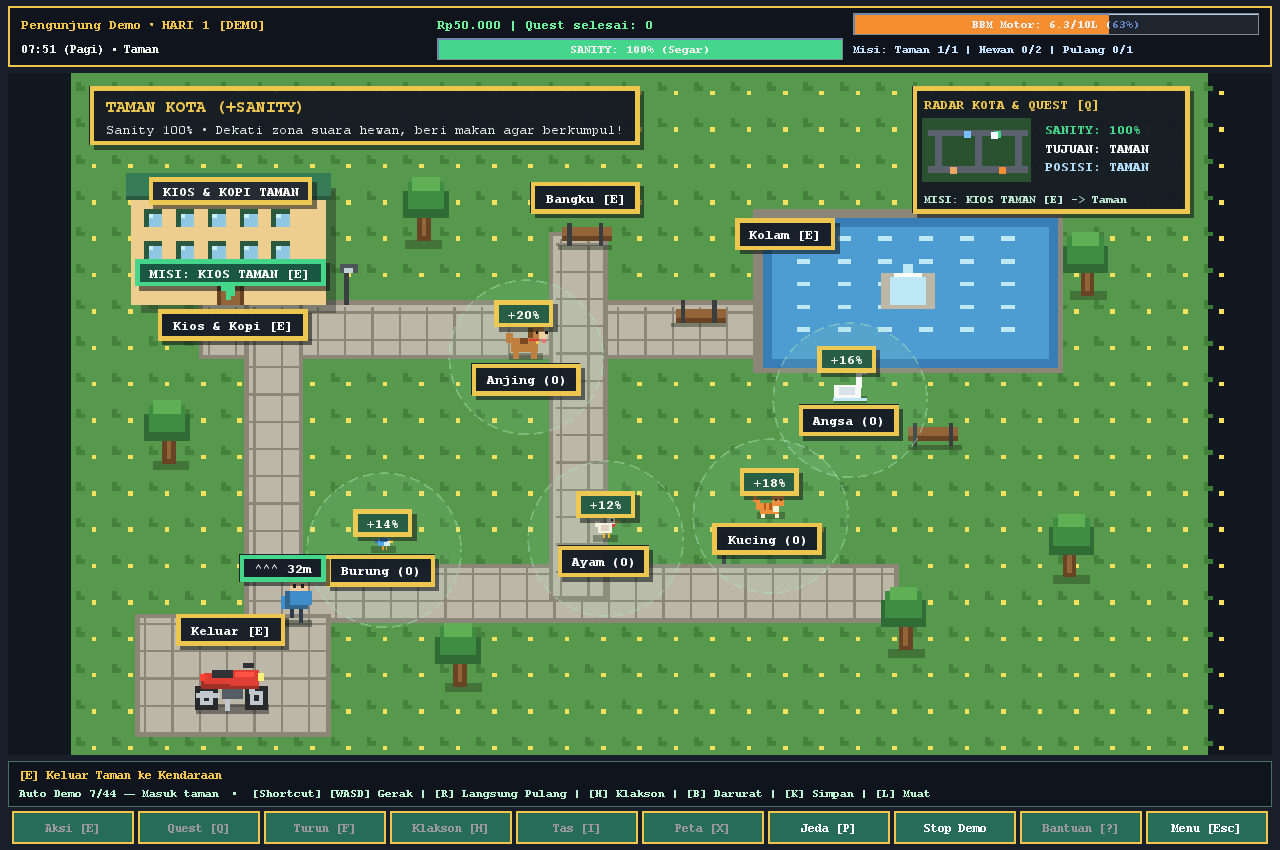 Pengunjung Demo • HARI 1 [DEMO]
Rp50.000 | Quest selesai: 0
BBM Motor: 6.3/10L (63%)
07:51 (Pagi) • Taman
SANITY: 100% (Segar)
Misi: Taman 1/1 | Hewan 0/2 | Pulang 0/1
TAMAN KOTA (+SANITY)
Sanity 100% • Dekati zona suara hewan, beri makan agar berkumpul!
RADAR KOTA & QUEST [Q]
SANITY: 100%
TUJUAN: TAMAN
POSISI: TAMAN
MISI: KIOS TAMAN [E] -> Taman
KIOS & KOPI TAMAN
Bangku [E]
Kolam [E]
MISI: KIOS TAMAN [E]
Kios & Kopi [E]
+20%
Anjing (0)
+16%
Angsa (0)
+18%
Kucing (0)
+12%
Ayam (0)
+14%
Burung (0)
^^^ 32m
Keluar [E]
[E] Keluar Taman ke Kendaraan
Auto Demo 7/44 — Masuk taman • [Shortcut] [WASD] Gerak | [R] Langsung Pulang | [H] Klakson | [B] Darurat | [K] Simpan | [L] Muat
Aksi [E]
Quest [Q]
Turun [F]
Klakson [H]
Tas [I]
Peta [X]
Jeda [P]
Stop Demo
Bantuan [?]
Menu [Esc]